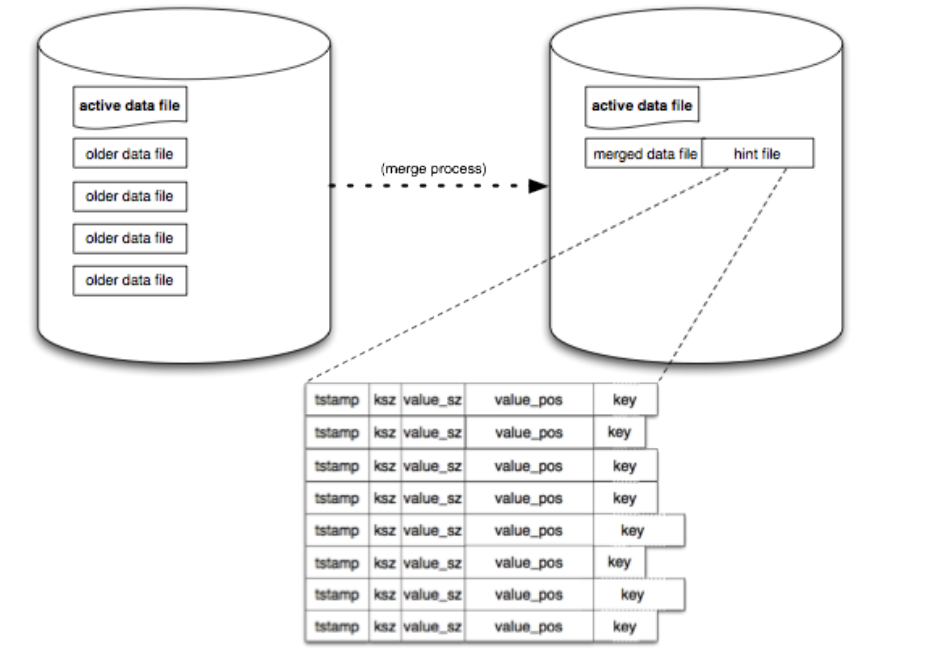 active data file
older data file
older data file
older data file
older data file
(merge process)
active data file
merged data file hint file
tstamp ksz value_sz value_pos key
tstamp ksz value_sz value_pos key
tstamp ksz value_sz value_pos key
tstamp ksz value_sz value_pos key
tstamp ksz value_sz value_pos key
tstamp ksz value_sz value_pos key
tstamp ksz value_sz value_pos key
tstamp ksz value_sz value_pos key